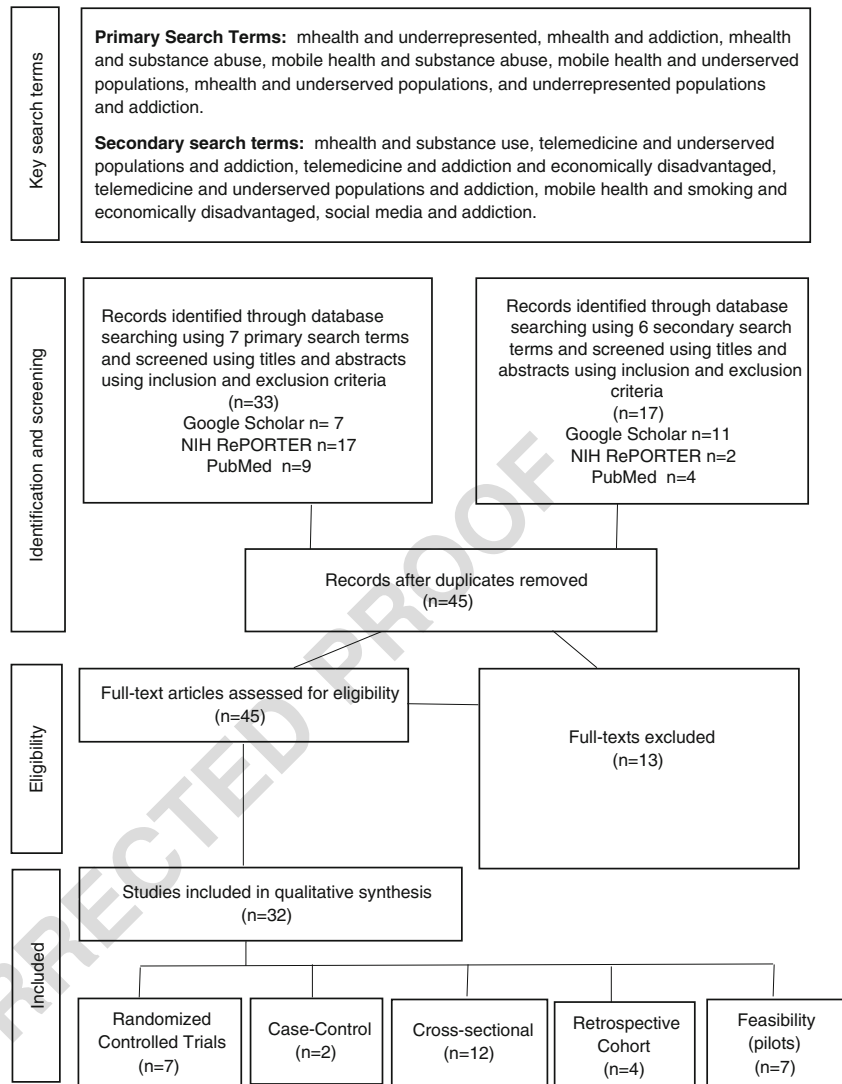 Key search terms
Primary Search Terms: mhealth and underrepresented, mhealth and addiction, mhealth
and substance abuse, mobile health and substance abuse, mobile health and underserved
populations, mhealth and underserved populations, and underrepresented populations
and addiction.
Secondary search terms: mhealth and substance use, telemedicine and underserved
populations and addiction, telemedicine and addiction and economically disadvantaged,
telemedicine and underserved populations and addiction, mobile health and smoking and
economically disadvantaged, social media and addiction.
Identification and screening
Records identified through database
searching using 7 primary search terms
and screened using titles and abstracts
using inclusion and exclusion criteria
(n=33)
Google Scholar n= 7
NIH RePORTER n=17
PubMed n=9
Records identified through database
searching using 6 secondary search
terms and screened using titles and
abstracts using inclusion and exclusion
criteria
(n=17)
Google Scholar n=11
NIH RePORTER n=2
PubMed n=4
Records after duplicates removed
(n=45)
Eligibility
Full-text articles assessed for eligibility
(n=45)
Full-texts excluded
(n=13)
Included
Studies included in qualitative synthesis
(n=32)
Randomized
Controlled Trials
(n=7)
Case-Control
(n=2)
Cross-sectional
(n=12)
Retrospective
Cohort
(n=4)
Feasibility
(pilots)
(n=7)
RRECTED PROOF